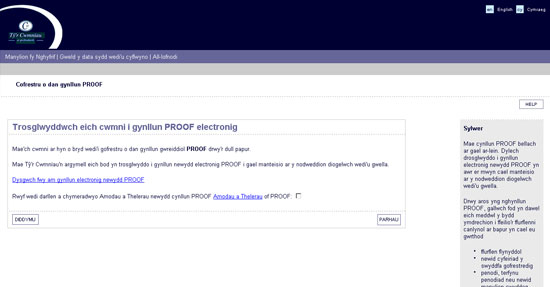 English Cymraeg
Tŷ'r Cwmnïau
Manylion fy Nghyfrif | Gweld y data sydd wedi'u cyflwyno | All-lofnodi
Cofrestru o dan gynllun PROOF
HELP
Trosglwyddwch eich cwmni i gynllun PROOF electronig
Mae'ch cwmni ar hyn o bryd wedi'i gofrestru o dan gynllun gwreiddiol PROOF drwy'r dull papur.
Mae Tŷ'r Cwmnïau'n argymell eich bod yn trosglwyddo i gynllun newydd electronig PROOF i gael manteisio ar y nodweddion diogelwch wedi'u gwella.
Dysgwch fwy am gynllun electronig newydd PROOF
Rwyf wedi darllen a chymeradwyo Amodau a Thelerau newydd cynllun PROOF Amodau a Thelerau of PROOF:
DIDDYMU
PARHAU
Sylwer
Mae cynllun PROOF bellach
ar gael ar-lein. Dylech
drosglwyddo i gynllun
electronig newydd PROOF yn
awr er mwyn cael manteisio
ar y nodweddion diogelwch
wedi'u gwella.
Drwy aros yng nghynllun
PROOF, gallwch fod yn dawel
eich meddwl y bydd
ymdrechion i ffeilio'r ffurflenni
canlynol ar bapur yn cael eu
gwrthod
ffurflen flynyddol
newid cyfeiriad y
swyddfa gofrestredig
penodi, terfynu
penodiad neu newid